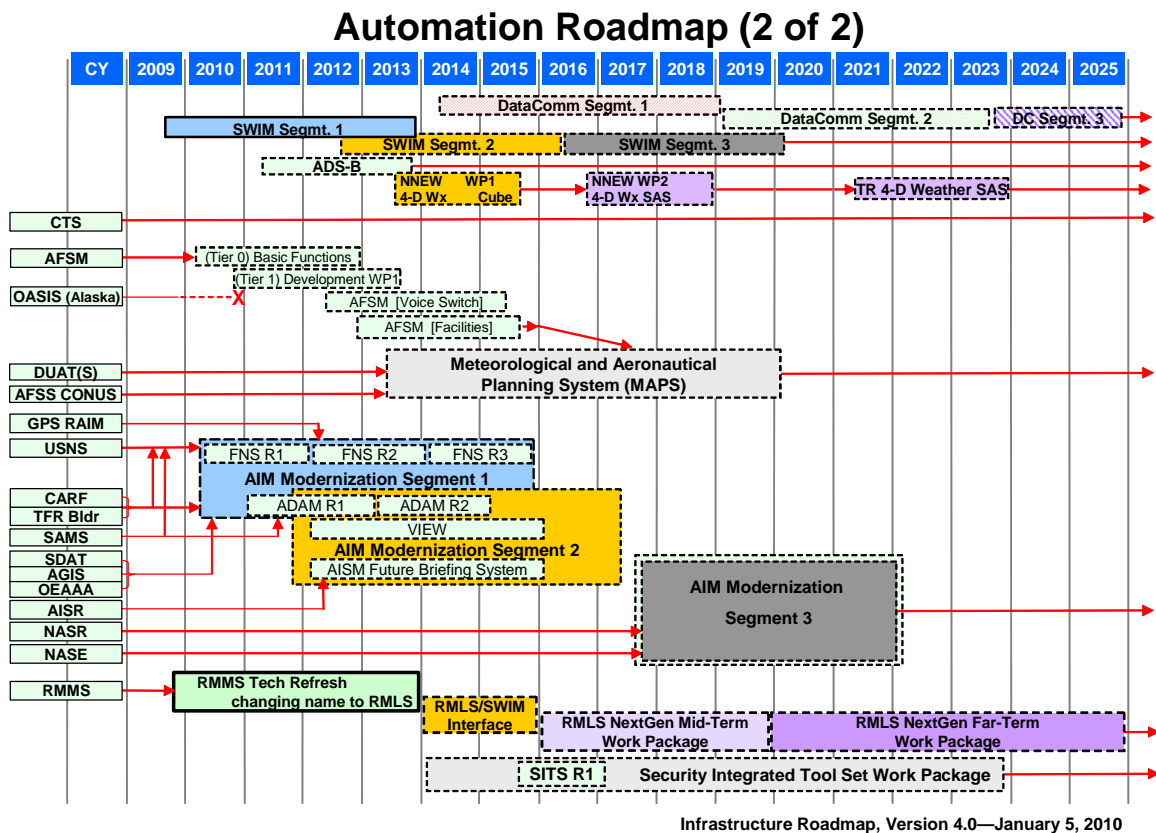 Automation Roadmap (2 of 2)
CY 2009 2010 2011 2012 2013 2014 2015 2016 2017 2018 2019 2020 2021 2022 2023 2024 2025
DataComm Segmt. 1
DataComm Segmt. 2
DC Segmt. 3
SWIM Segmt. 1
SWIM Segmt. 2
SWIM Segmt. 3
ADS-B
NNEW WP1
4-D Wx Cube
NNEW WP2
4-D Wx SAS
TR 4-D Weather SAS
CTS
AFSM
(Tier 0) Basic Functions
(Tier 1) Development WP1
OASIS (Alaska)
X
AFSM [Voice Switch]
AFSM [Facilities]
Meteorological and Aeronautical
Planning System (MAPS)
DUAT(S)
AFSS CONUS
GPS RAIM
USNS
FNS R1
FNS R2
FNS R3
AIM Modernization Segment 1
CARF
TFR Bldr
ADAM R1
ADAM R2
SAMS
VIEW
AIM Modernization Segment 2
SDAT
AGIS
OEAAA
AISM Future Briefing System
AISR
AIM Modernization
Segment 3
NASR
NASE
RMMS
RMMS Tech Refresh
changing name to RMLS
RMLS/SWIM
Interface
RMLS NextGen Mid-Term
Work Package
RMLS NextGen Far-Term
Work Package
SITS R1
Security Integrated Tool Set Work Package
Infrastructure Roadmap, Version 4.0—January 5, 2010